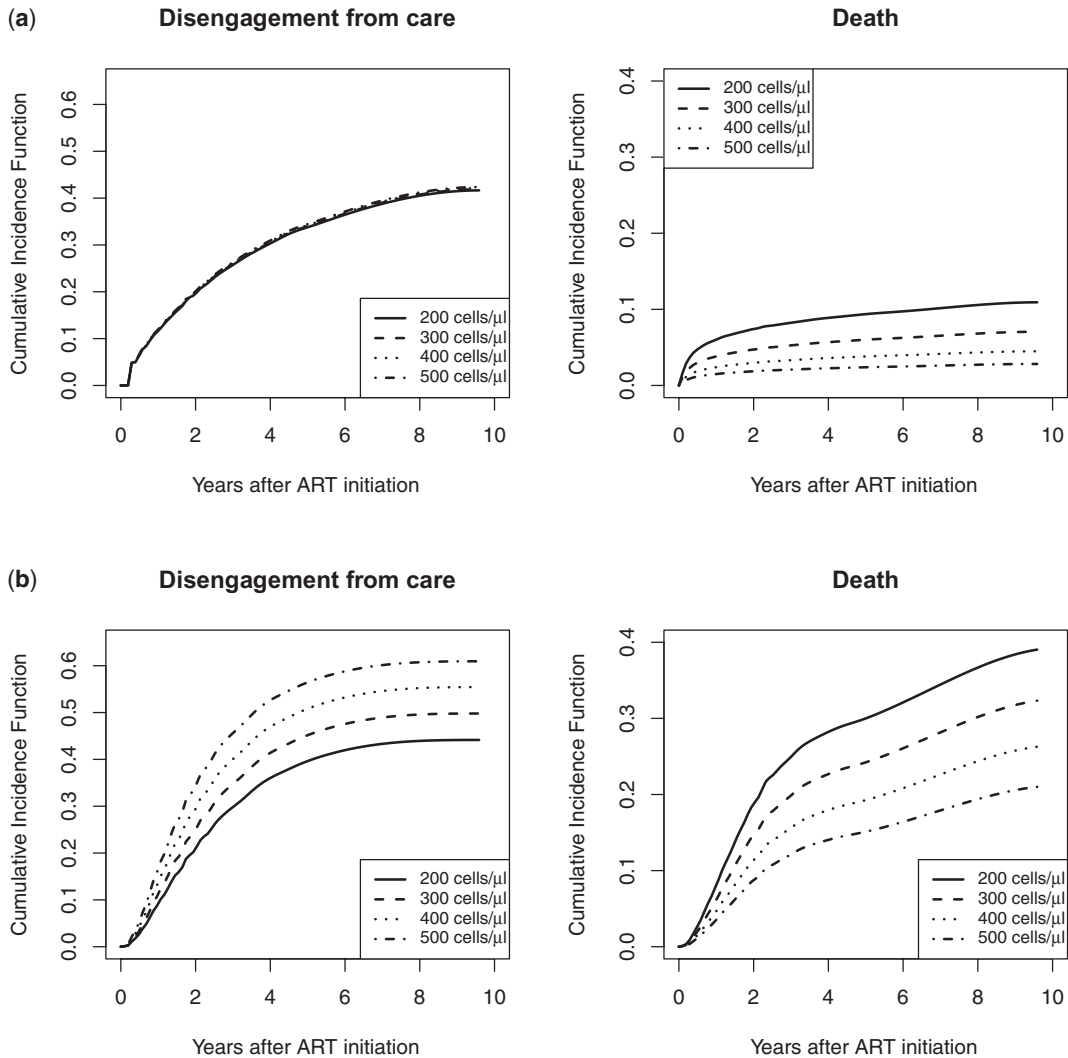 (a)
Disengagement from care
Cumulative Incidence Function
0.0 0.1 0.2 0.3 0.4 0.5 0.6
200 cells/μl
300 cells/μl
400 cells/μl
500 cells/μl
0 2 4 6 8 10
Years after ART initiation
Death
Cumulative Incidence Function
0.0 0.1 0.2 0.3 0.4
200 cells/μl
300 cells/μl
400 cells/μl
500 cells/μl
0 2 4 6 8 10
Years after ART initiation
(b)
Disengagement from care
Cumulative Incidence Function
0.0 0.1 0.2 0.3 0.4 0.5 0.6
200 cells/μl
300 cells/μl
400 cells/μl
500 cells/μl
0 2 4 6 8 10
Years after ART initiation
Death
Cumulative Incidence Function
0.0 0.1 0.2 0.3 0.4
200 cells/μl
300 cells/μl
400 cells/μl
500 cells/μl
0 2 4 6 8 10
Years after ART initiation